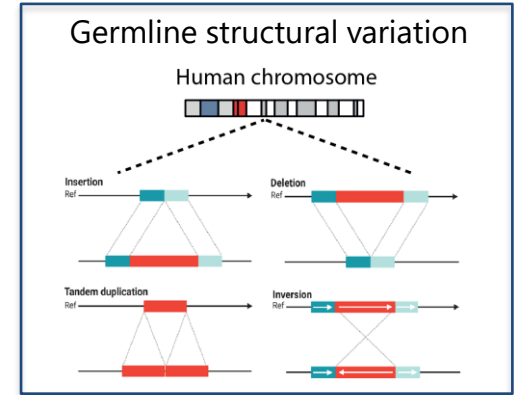 Germline structural variation
Human chromosome
Insertion
Ref
Deletion
Ref
Tandem duplication
Ref
Inversion
Ref